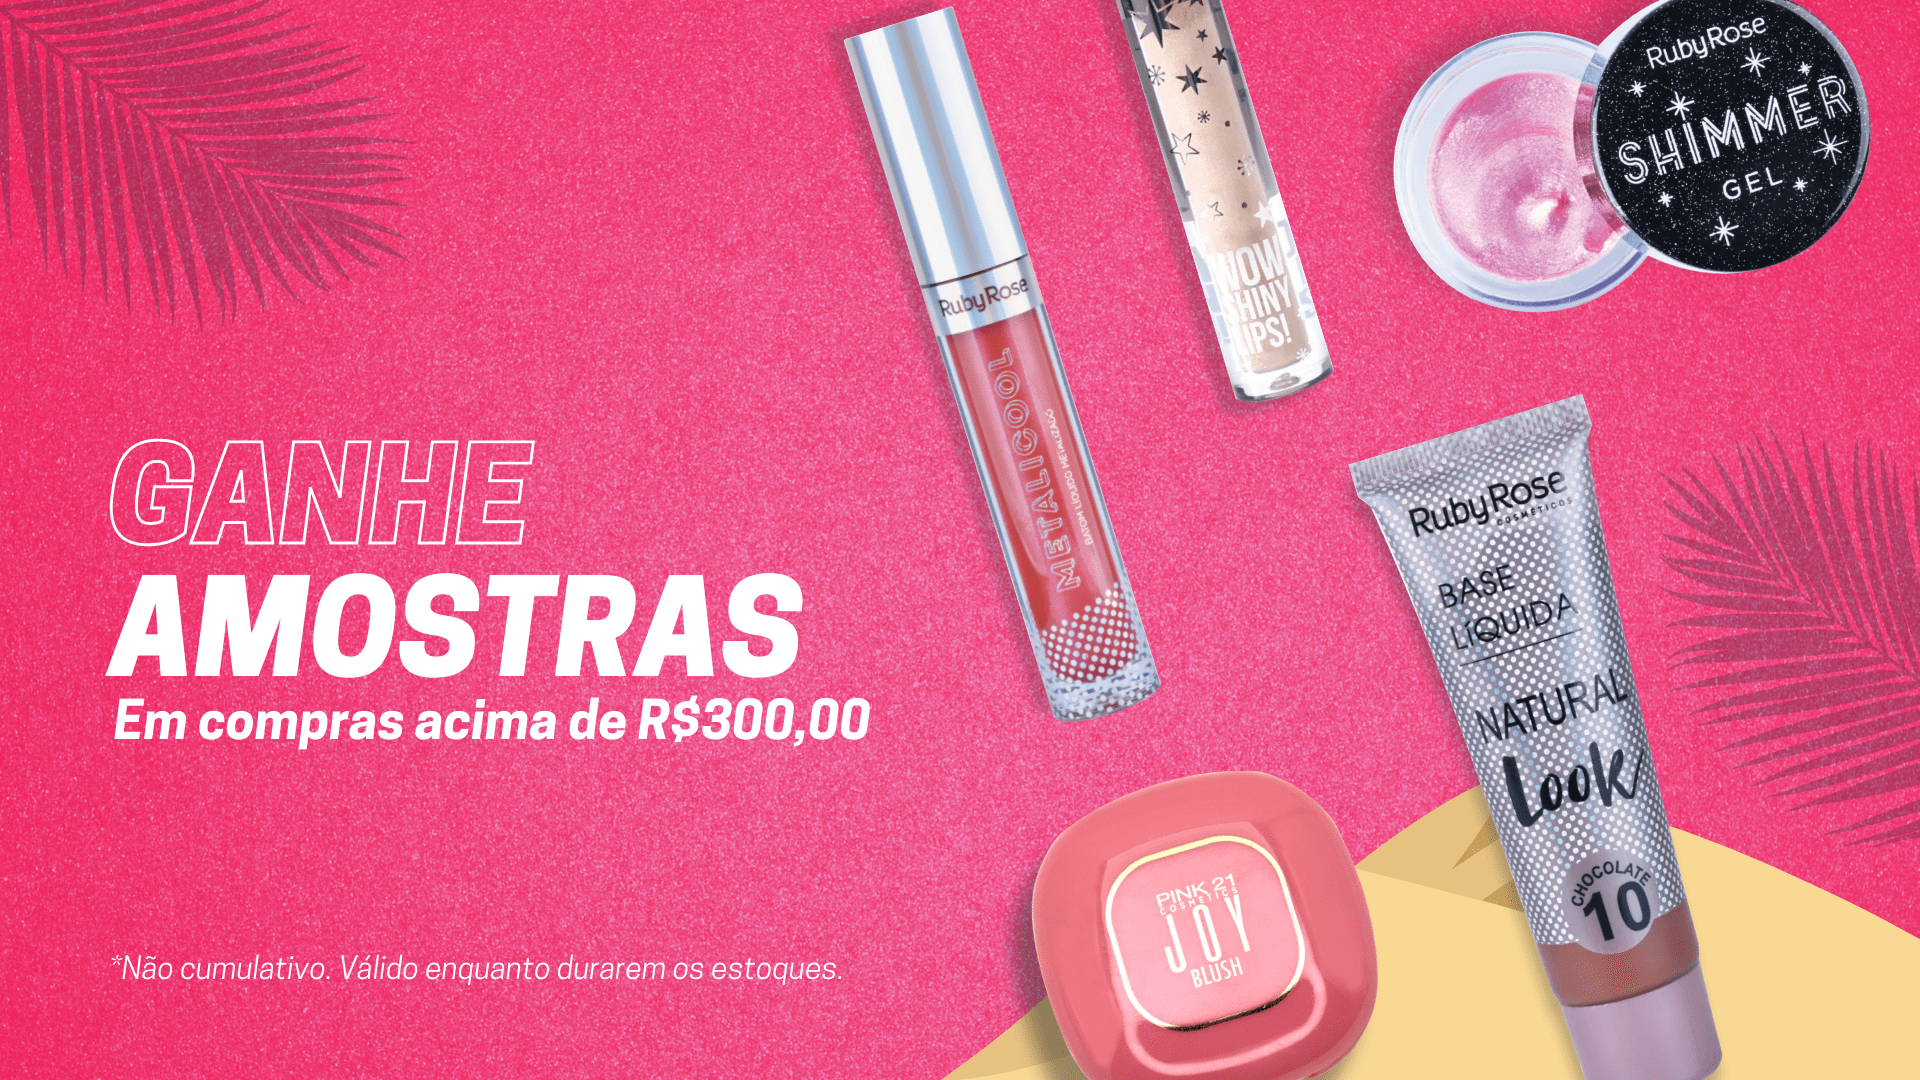 GANHE
AMOSTRAS
Em compras acima de R$300,00
*Não cumulativo. Válido enquanto durarem os estoques.
RubyRose
METALICOOL
BATOM LÍQUIDO METALIZADO
WOW
SHINY
LIPS!
RubyRose
SHIMMER
GEL
RubyRose
COSMÉTICOS
BASE
LÍQUIDA
NATURAL
Look
CHOCOLATE
10
PINK 21
COSMETICS
JOY
BLUSH